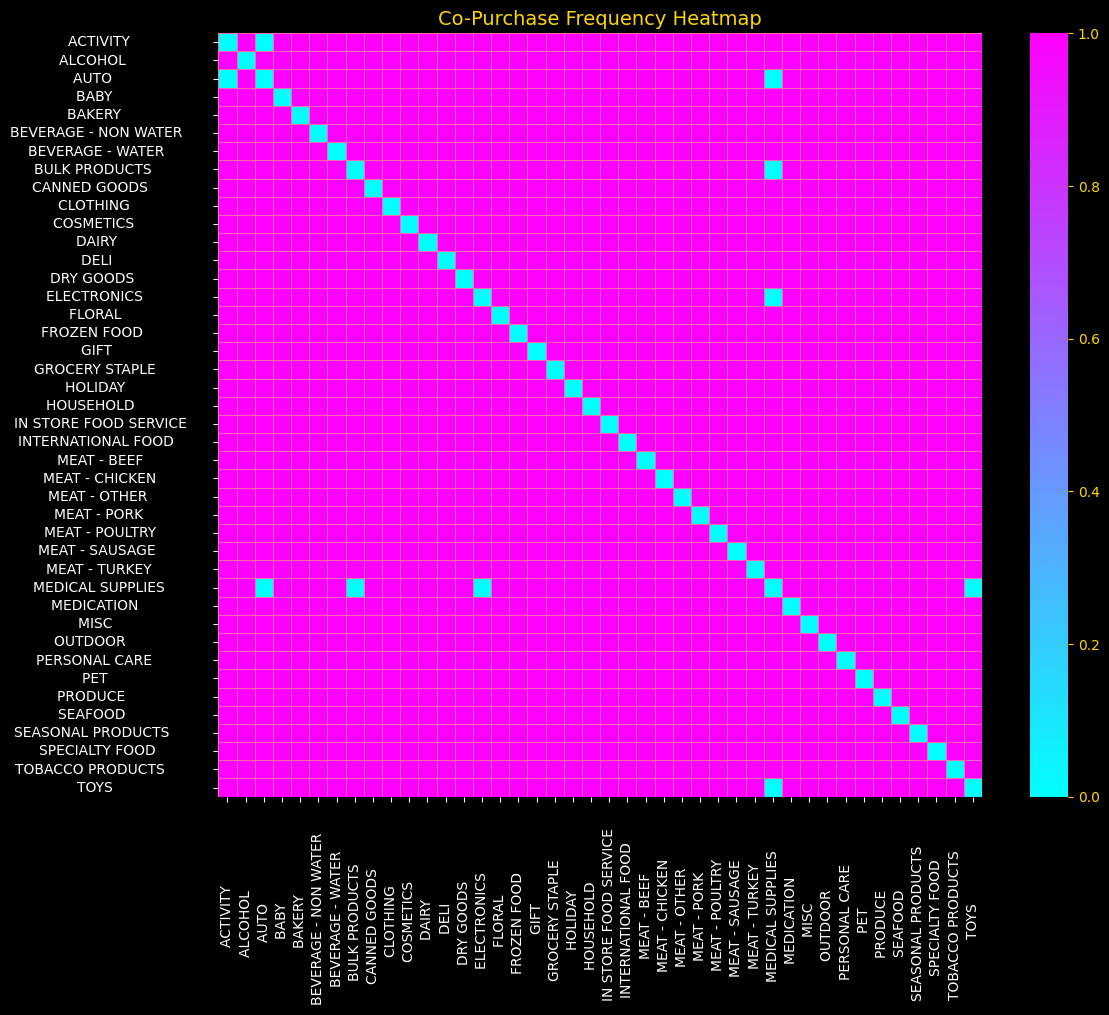 Co-Purchase Frequency Heatmap
ACTIVITY
ALCOHOL
AUTO
BABY
BAKERY
BEVERAGE - NON WATER
BEVERAGE - WATER
BULK PRODUCTS
CANNED GOODS
CLOTHING
COSMETICS
DAIRY
DELI
DRY GOODS
ELECTRONICS
FLORAL
FROZEN FOOD
GIFT
GROCERY STAPLE
HOLIDAY
HOUSEHOLD
IN STORE FOOD SERVICE
INTERNATIONAL FOOD
MEAT - BEEF
MEAT - CHICKEN
MEAT - OTHER
MEAT - PORK
MEAT - POULTRY
MEAT - SAUSAGE
MEAT - TURKEY
MEDICAL SUPPLIES
MEDICATION
MISC
OUTDOOR
PERSONAL CARE
PET
PRODUCE
SEAFOOD
SEASONAL PRODUCTS
SPECIALTY FOOD
TOBACCO PRODUCTS
TOYS
ACTIVITY
ALCOHOL
AUTO
BABY
BAKERY
BEVERAGE - NON WATER
BEVERAGE - WATER
BULK PRODUCTS
CANNED GOODS
CLOTHING
COSMETICS
DAIRY
DELI
DRY GOODS
ELECTRONICS
FLORAL
FROZEN FOOD
GIFT
GROCERY STAPLE
HOLIDAY
HOUSEHOLD
IN STORE FOOD SERVICE
INTERNATIONAL FOOD
MEAT - BEEF
MEAT - CHICKEN
MEAT - OTHER
MEAT - PORK
MEAT - POULTRY
MEAT - SAUSAGE
MEAT - TURKEY
MEDICAL SUPPLIES
MEDICATION
MISC
OUTDOOR
PERSONAL CARE
PET
PRODUCE
SEAFOOD
SEASONAL PRODUCTS
SPECIALTY FOOD
TOBACCO PRODUCTS
TOYS
1.0
0.8
0.6
0.4
0.2
0.0